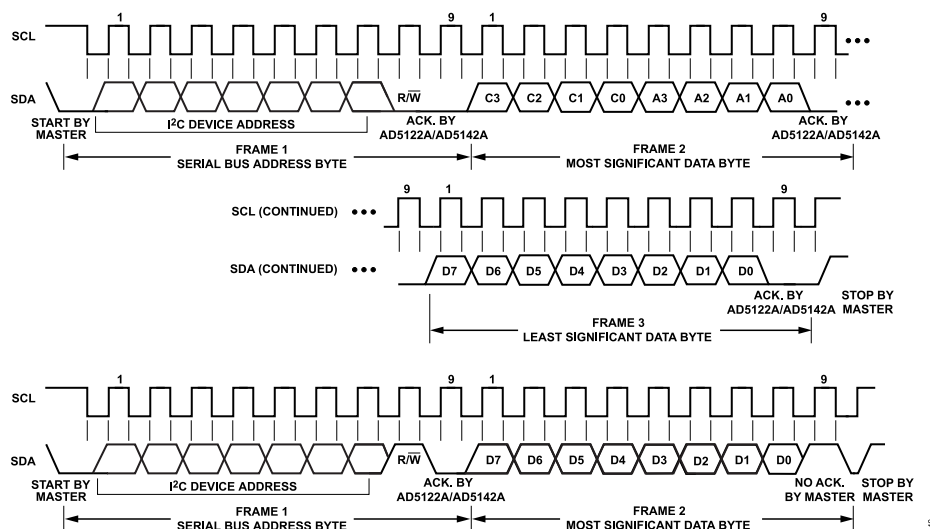 1 9 1 9
SCL •••
SDA R/W̅ C3 C2 C1 C0 A3 A2 A1 A0 •••
START BY MASTER
I²C DEVICE ADDRESS
ACK. BY AD5122A/AD5142A
ACK. BY AD5122A/AD5142A
FRAME 1
SERIAL BUS ADDRESS BYTE
FRAME 2
MOST SIGNIFICANT DATA BYTE
9 1 9
SCL (CONTINUED) •••
SDA (CONTINUED) ••• D7 D6 D5 D4 D3 D2 D1 D0
ACK. BY AD5122A/AD5142A
STOP BY MASTER
FRAME 3
LEAST SIGNIFICANT DATA BYTE
1 9 1 9
SCL
SDA R/W̅ D7 D6 D5 D4 D3 D2 D1 D0
START BY MASTER
I²C DEVICE ADDRESS
ACK. BY AD5122A/AD5142A
NO ACK. BY MASTER
STOP BY MASTER
FRAME 1
SERIAL BUS ADDRESS BYTE
FRAME 2
MOST SIGNIFICANT DATA BYTE